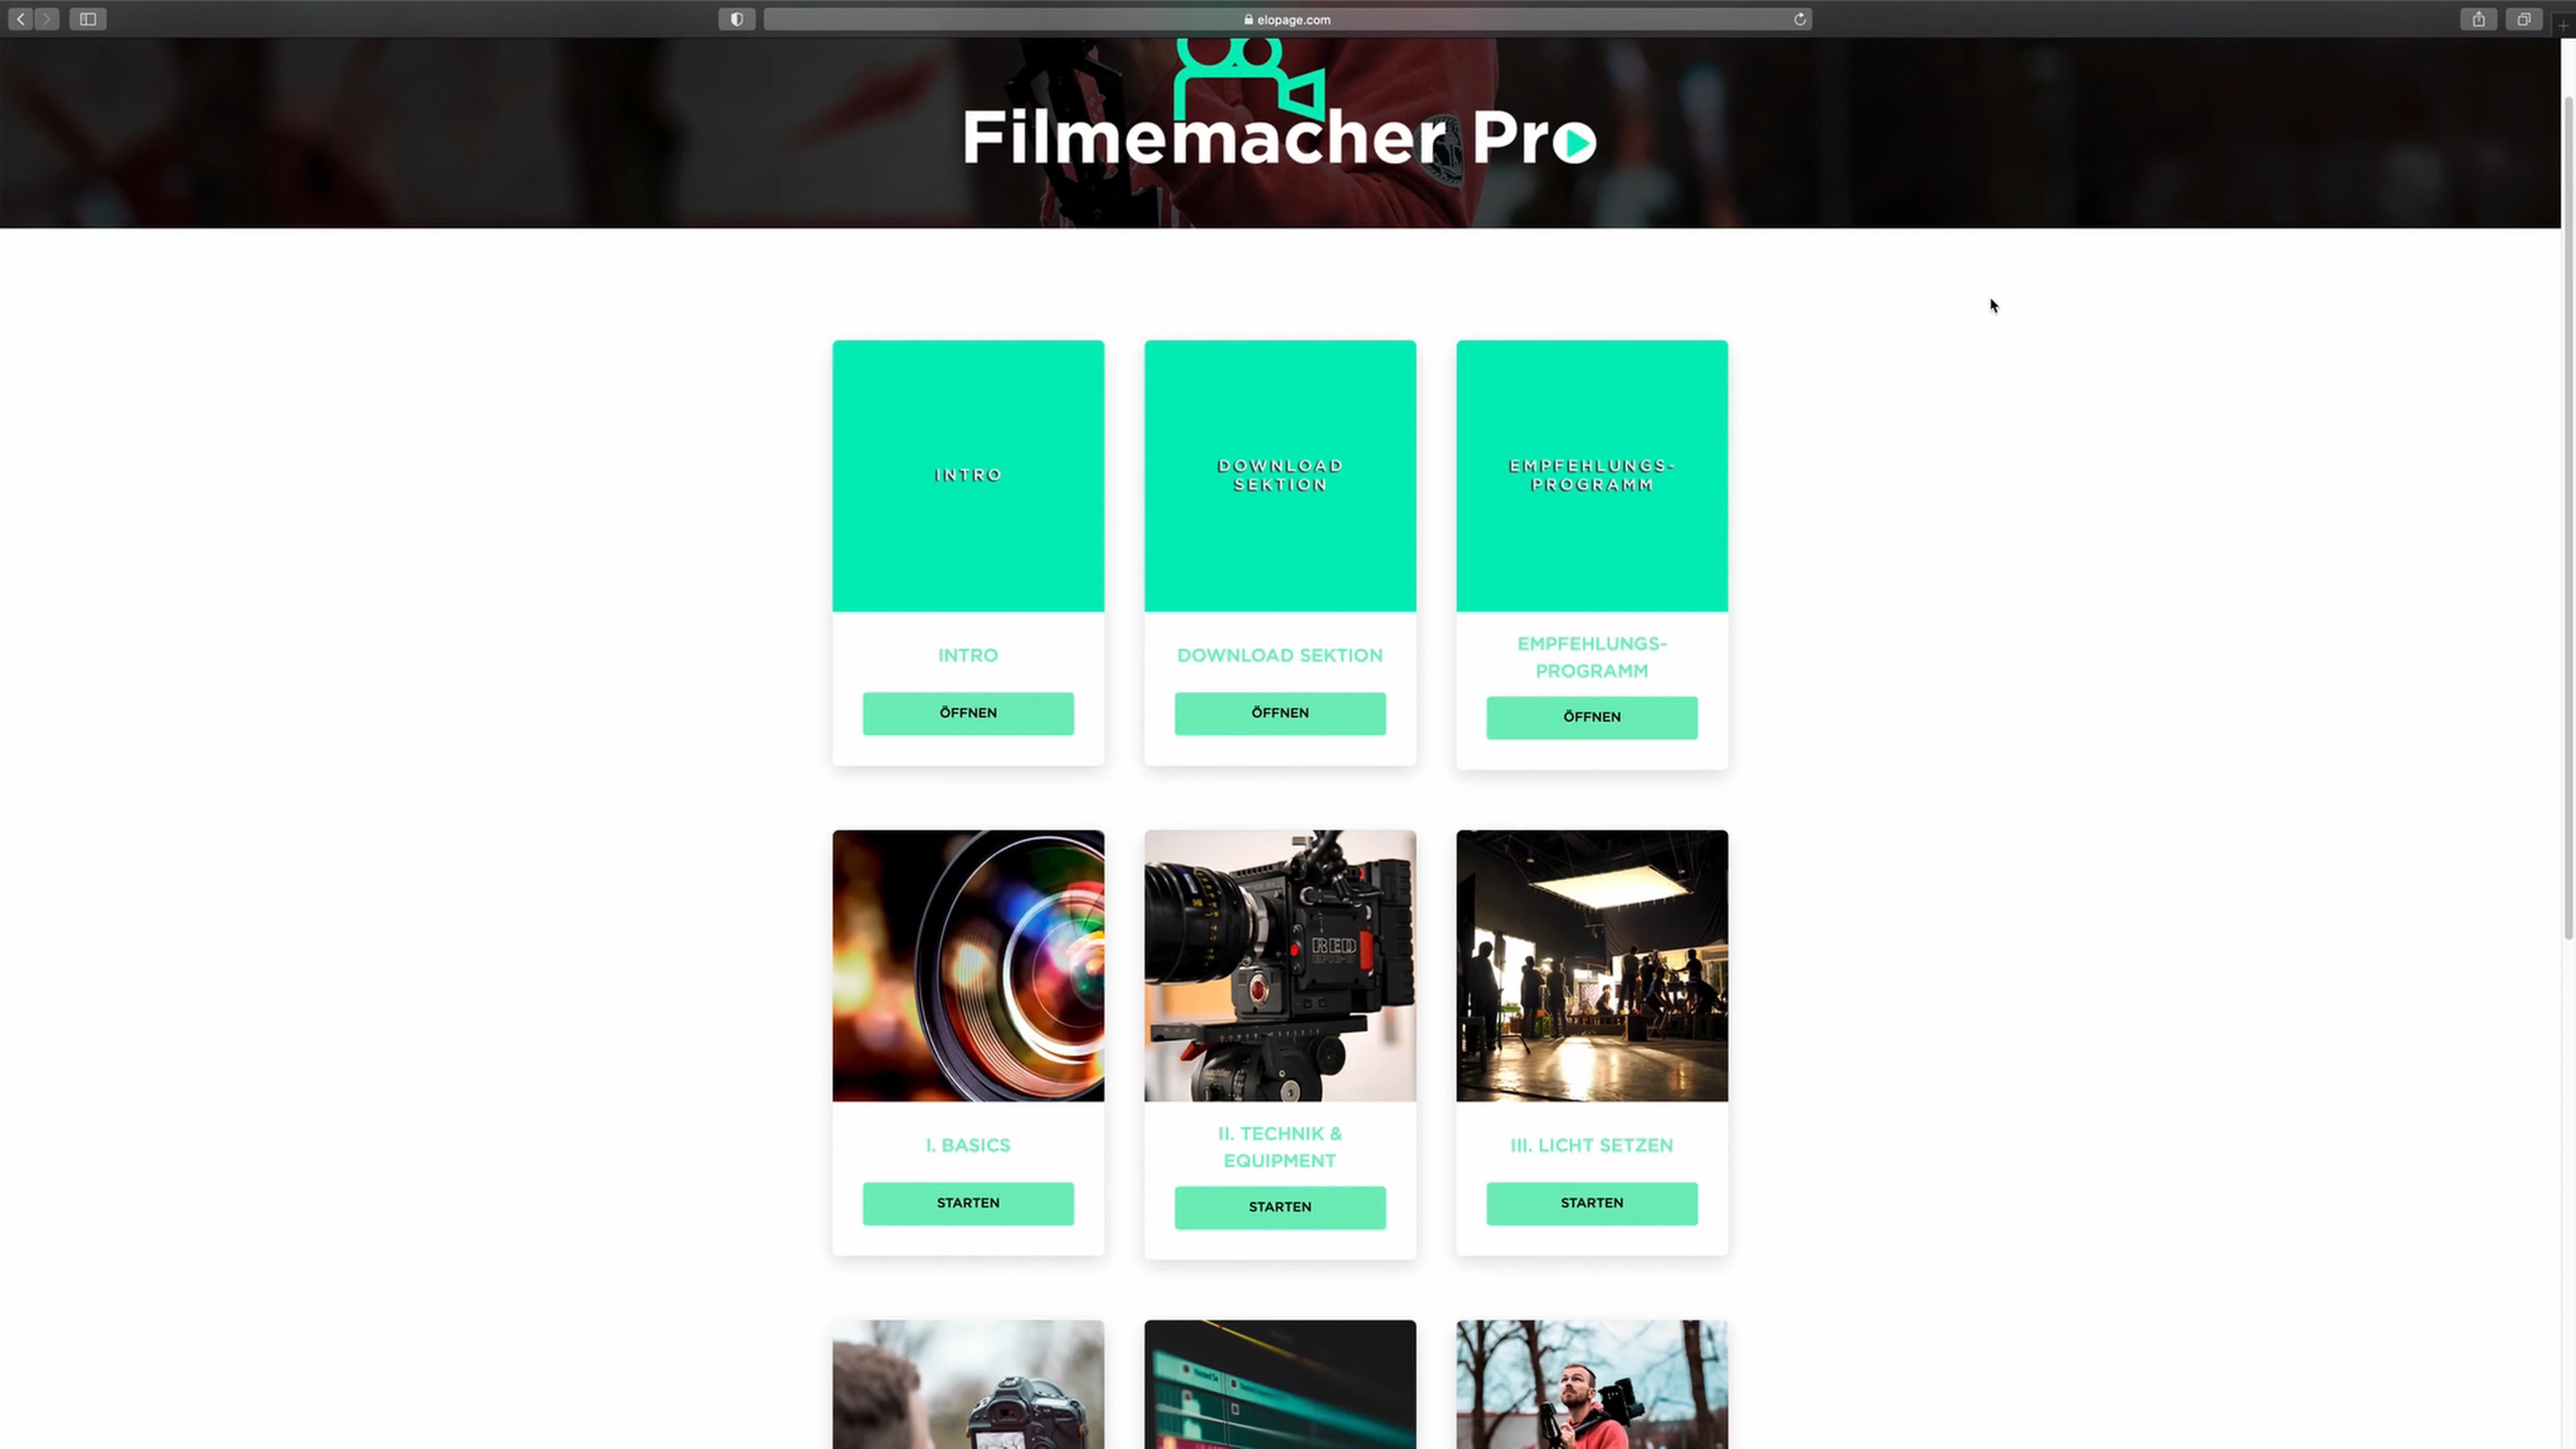 elopage.com
Filmemacher Pro
INTRO
DOWNLOAD
SEKTION
EMPFEHLUNGS-
PROGRAMM
INTRO
DOWNLOAD SEKTION
EMPFEHLUNGS-
PROGRAMM
ÖFFNEN
ÖFFNEN
ÖFFNEN
RED
I. BASICS
II. TECHNIK &
EQUIPMENT
III. LICHT SETZEN
STARTEN
STARTEN
STARTEN